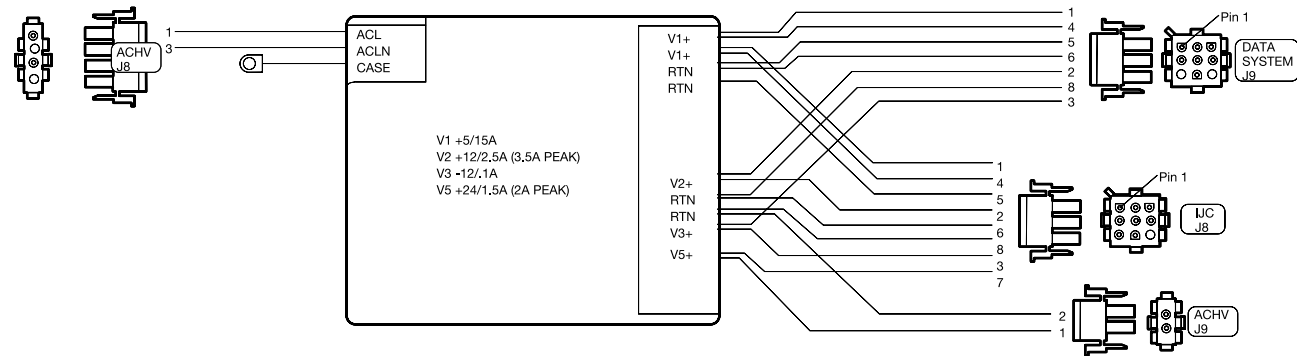 1
3
ACHV
J8
ACL
ACLN
CASE
V1 +5/15A
V2 +12/2.5A (3.5A PEAK)
V3 -12/.1A
V5 +24/1.5A (2A PEAK)
V1+
V1+
RTN
RTN
V2+
RTN
RTN
V3+
V5+
1
4
5
6
2
8
3
Pin 1
DATA
SYSTEM
J9
1
4
5
2
6
8
3
7
Pin 1
IJC
J8
2
1
ACHV
J9